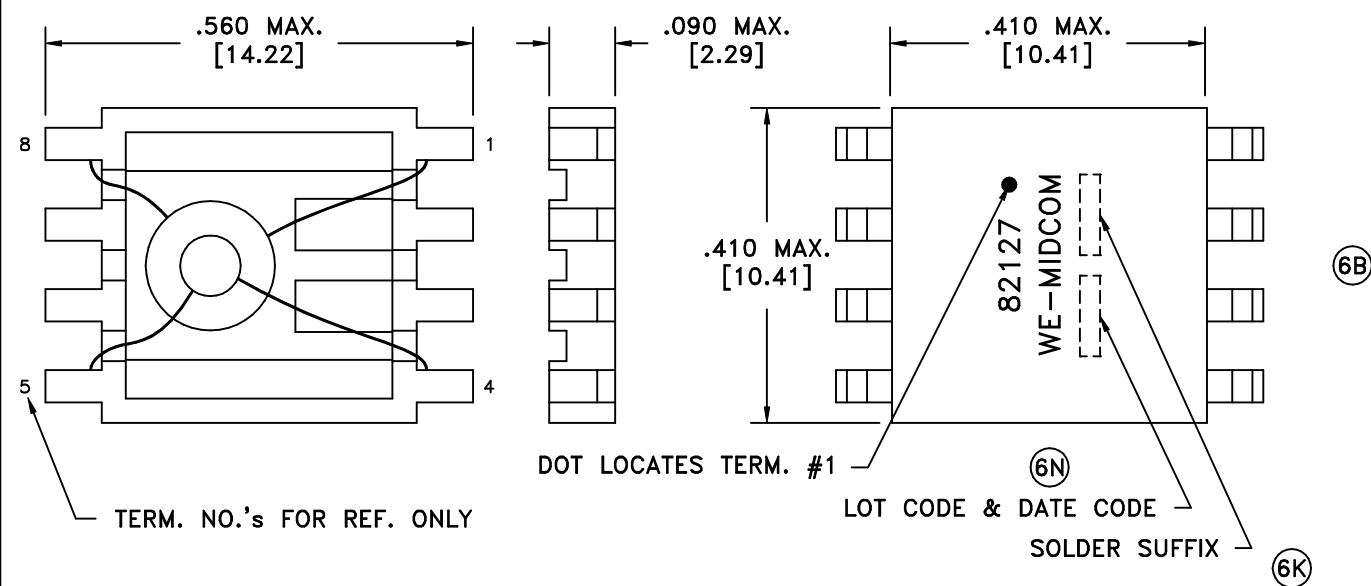 .560 MAX.
[14.22]
.090 MAX.
[2.29]
.410 MAX.
[10.41]
8
1
5
4
.410 MAX.
[10.41]
82127
WE-MIDCOM
6B
DOT LOCATES TERM. #1
6N
LOT CODE & DATE CODE
TERM. NO.'s FOR REF. ONLY
SOLDER SUFFIX
6K